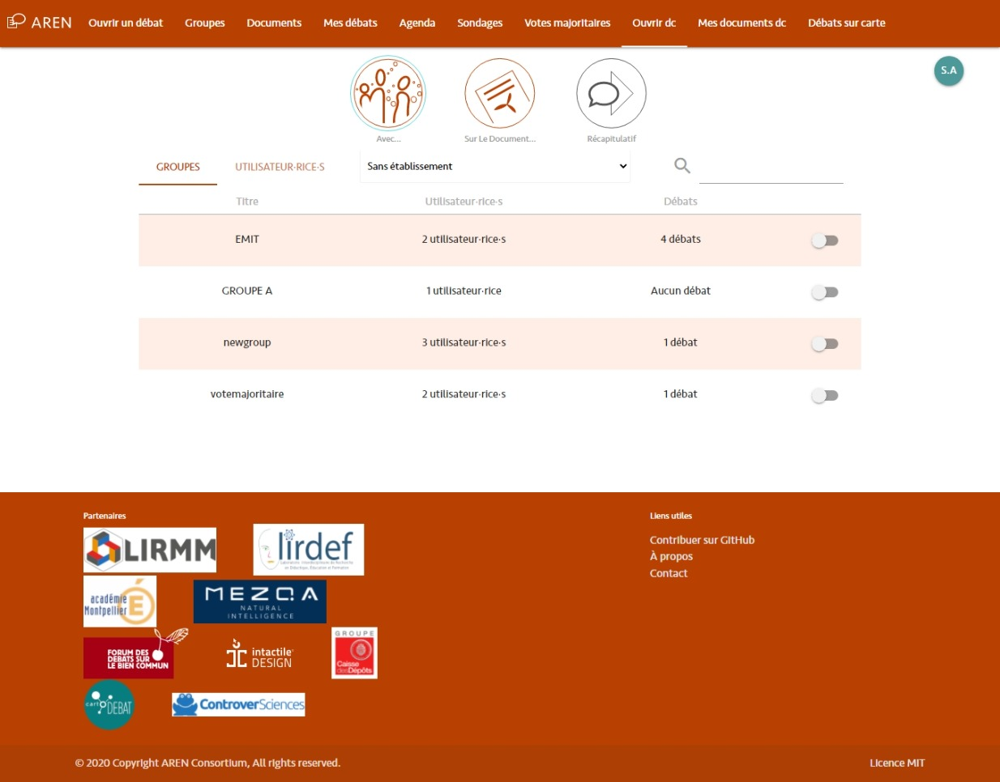 AREN Ouvrir un débat Groupes Documents Mes débats Agenda Sondages Votes majoritaires Ouvrir dc Mes documents dc Débats sur carte
S.A
Avec... Sur Le Document... Récapitulatif
GROUPES UTILISATEUR·RICE·S Sans établissement
Titre Utilisateur·rice·s Débats
EMIT 2 utilisateur·rice·s 4 débats
GROUPE A 1 utilisateur·rice Aucun débat
newgroup 3 utilisateur·rice·s 1 débat
votemajoritaire 2 utilisateur·rice·s 1 débat
Partenaires
LIRMM
lirdef
Laboratoire Interdisciplinaire de Recherche
en Didactique, Education et Formation
académie
Montpellier
É
MEZOA
NATURAL
INTELLIGENCE
FORUM DES
DÉBATS SUR
LE BIEN COMMUN
intactile
DESIGN
GROUPE
Caisse
des Dépôts
carto DEBAT
ControverSciences
Liens utiles
Contribuer sur GitHub
À propos
Contact
© 2020 Copyright AREN Consortium, All rights reserved. Licence MIT